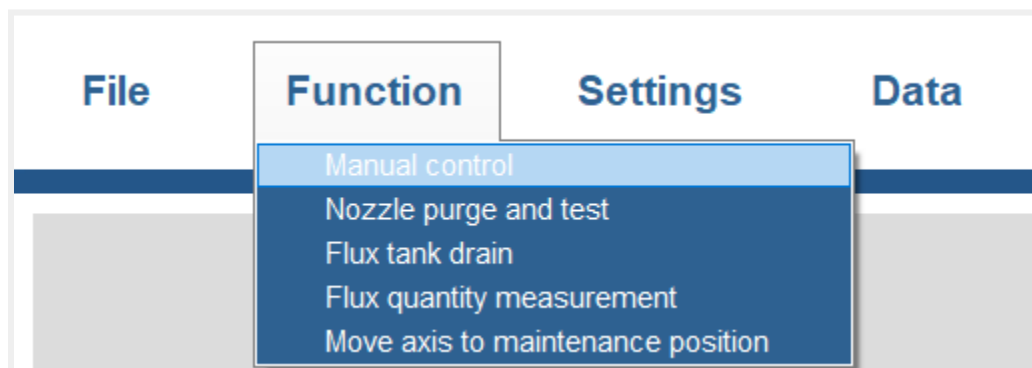 File Function Settings Data
Manual control
Nozzle purge and test
Flux tank drain
Flux quantity measurement
Move axis to maintenance position